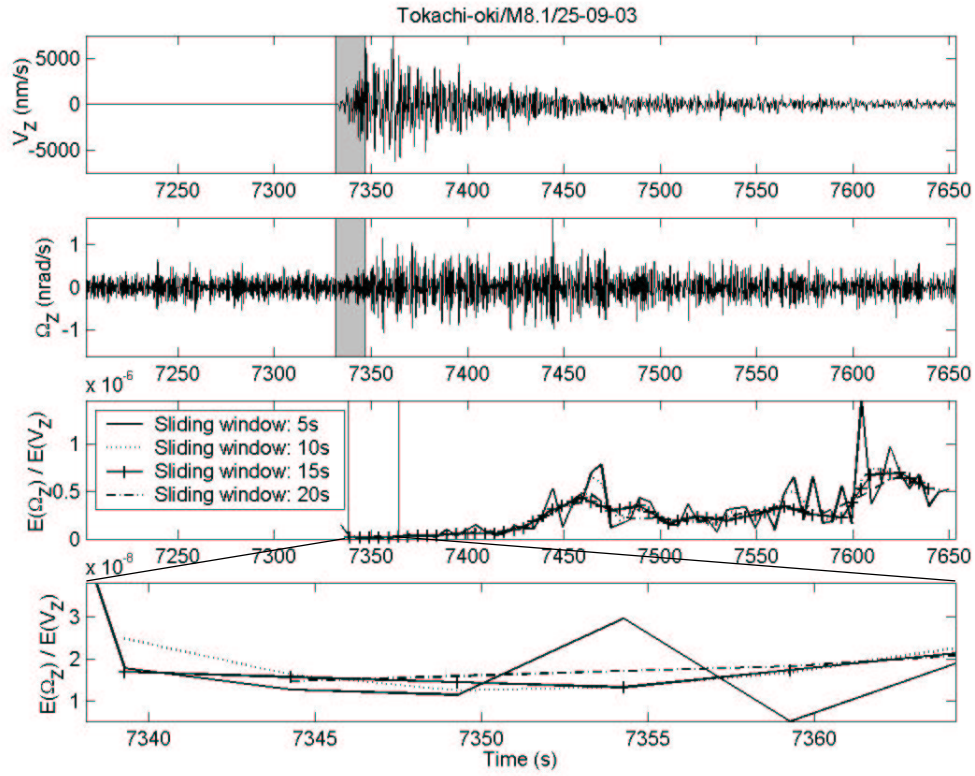 Tokachi-oki/M8.1/25-09-03
5000
0
-5000
V_Z (nm/s)
7250 7300 7350 7400 7450 7500 7550 7600 7650
1
0
-1
Ω_Z (nrad/s)
7250 7300 7350 7400 7450 7500 7550 7600 7650
x 10^-6
1
0.5
0
E(Ω_Z) / E(V_Z)
Sliding window: 5s
Sliding window: 10s
Sliding window: 15s
Sliding window: 20s
7250 7300 7350 7400 7450 7500 7550 7600 7650
x 10^-8
3
2
1
E(Ω_Z) / E(V_Z)
7340 7345 7350 7355 7360
Time (s)